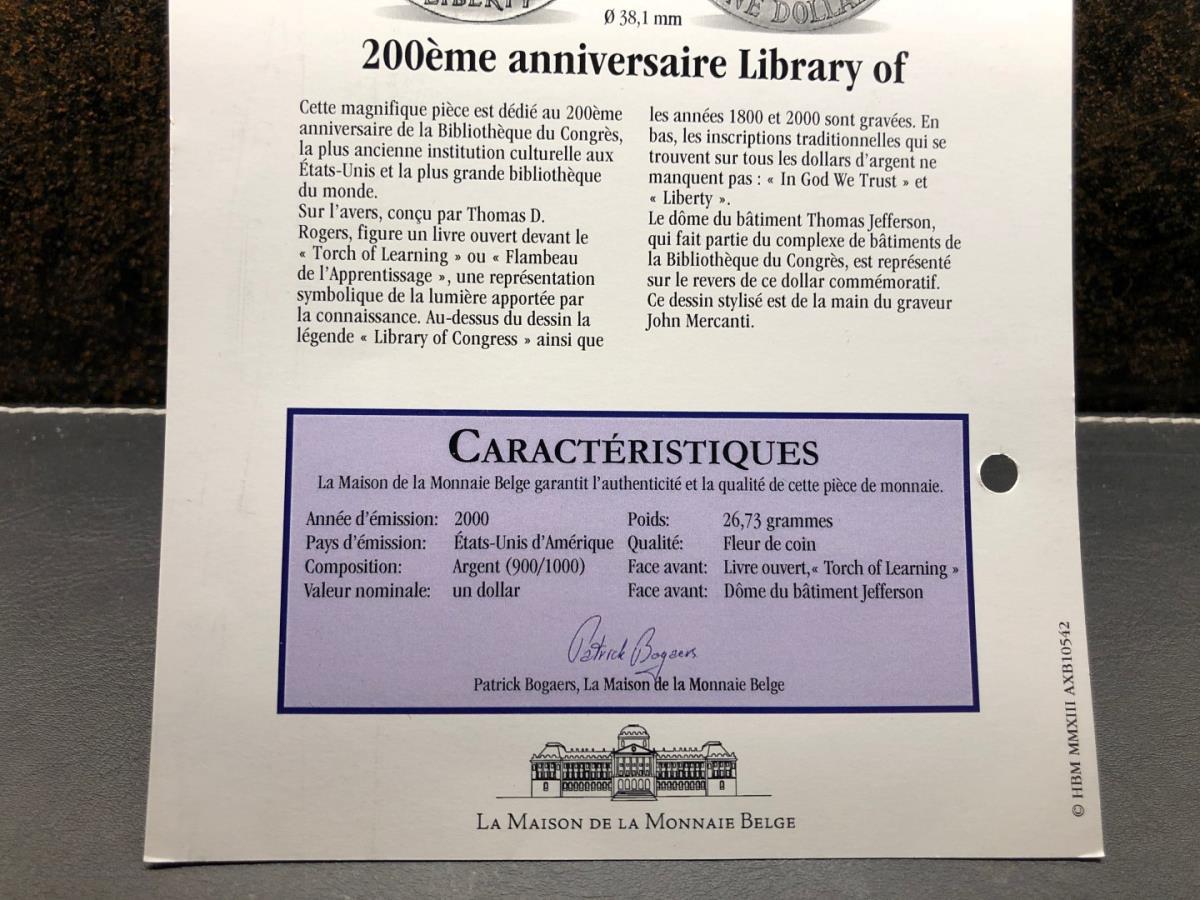 LIBERTY
ONE DOLLAR
Ø 38,1 mm
200ème anniversaire Library of
Cette magnifique pièce est dédié au 200ème
anniversaire de la Bibliothèque du Congrès,
la plus ancienne institution culturelle aux
États-Unis et la plus grande bibliothèque
du monde.
Sur l'avers, conçu par Thomas D.
Rogers, figure un livre ouvert devant le
« Torch of Learning » ou « Flambeau
de l'Apprentissage », une représentation
symbolique de la lumière apportée par
la connaissance. Au-dessus du dessin la
légende « Library of Congress » ainsi que
les années 1800 et 2000 sont gravées. En
bas, les inscriptions traditionnelles qui se
trouvent sur tous les dollars d'argent ne
manquent pas : « In God We Trust » et
« Liberty ».
Le dôme du bâtiment Thomas Jefferson,
qui fait partie du complexe de bâtiments de
la Bibliothèque du Congrès, est représenté
sur le revers de ce dollar commémoratif.
Ce dessin stylisé est de la main du graveur
John Mercanti.
CARACTÉRISTIQUES
La Maison de la Monnaie Belge garantit l'authenticité et la qualité de cette pièce de monnaie.
Année d'émission: 2000
Pays d'émission: États-Unis d'Amérique
Composition: Argent (900/1000)
Valeur nominale: un dollar
Poids: 26,73 grammes
Qualité: Fleur de coin
Face avant: Livre ouvert,« Torch of Learning »
Face avant: Dôme du bâtiment Jefferson
Patrick Bogaers
Patrick Bogaers, La Maison de la Monnaie Belge
LA MAISON DE LA MONNAIE BELGE
© HBM MMXIII AXB10542